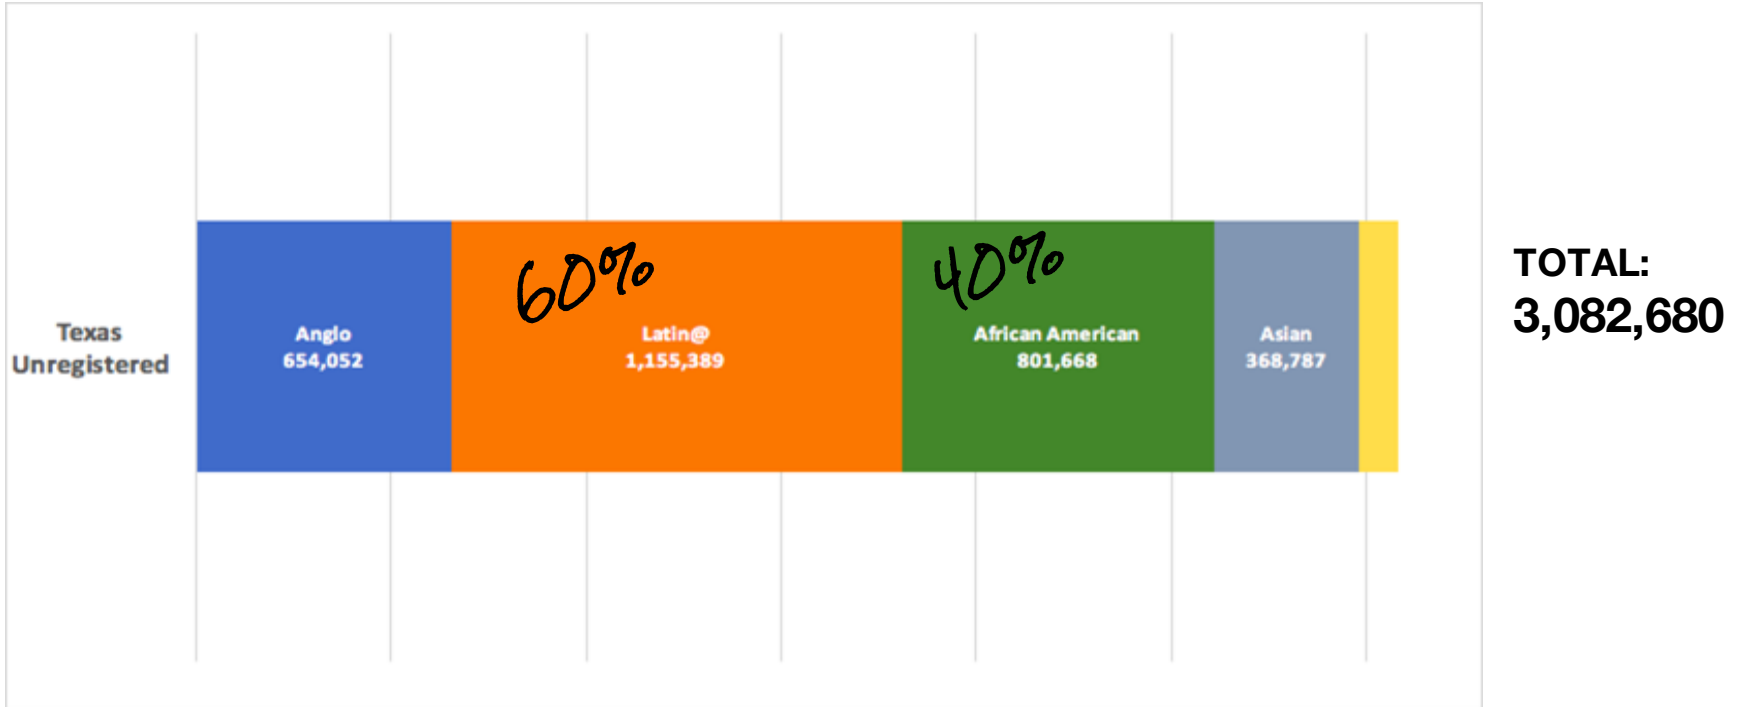 60%
40%
Texas
Unregistered
Anglo
654,052
Latin@
1,155,389
African American
801,668
Asian
368,787
TOTAL:
3,082,680